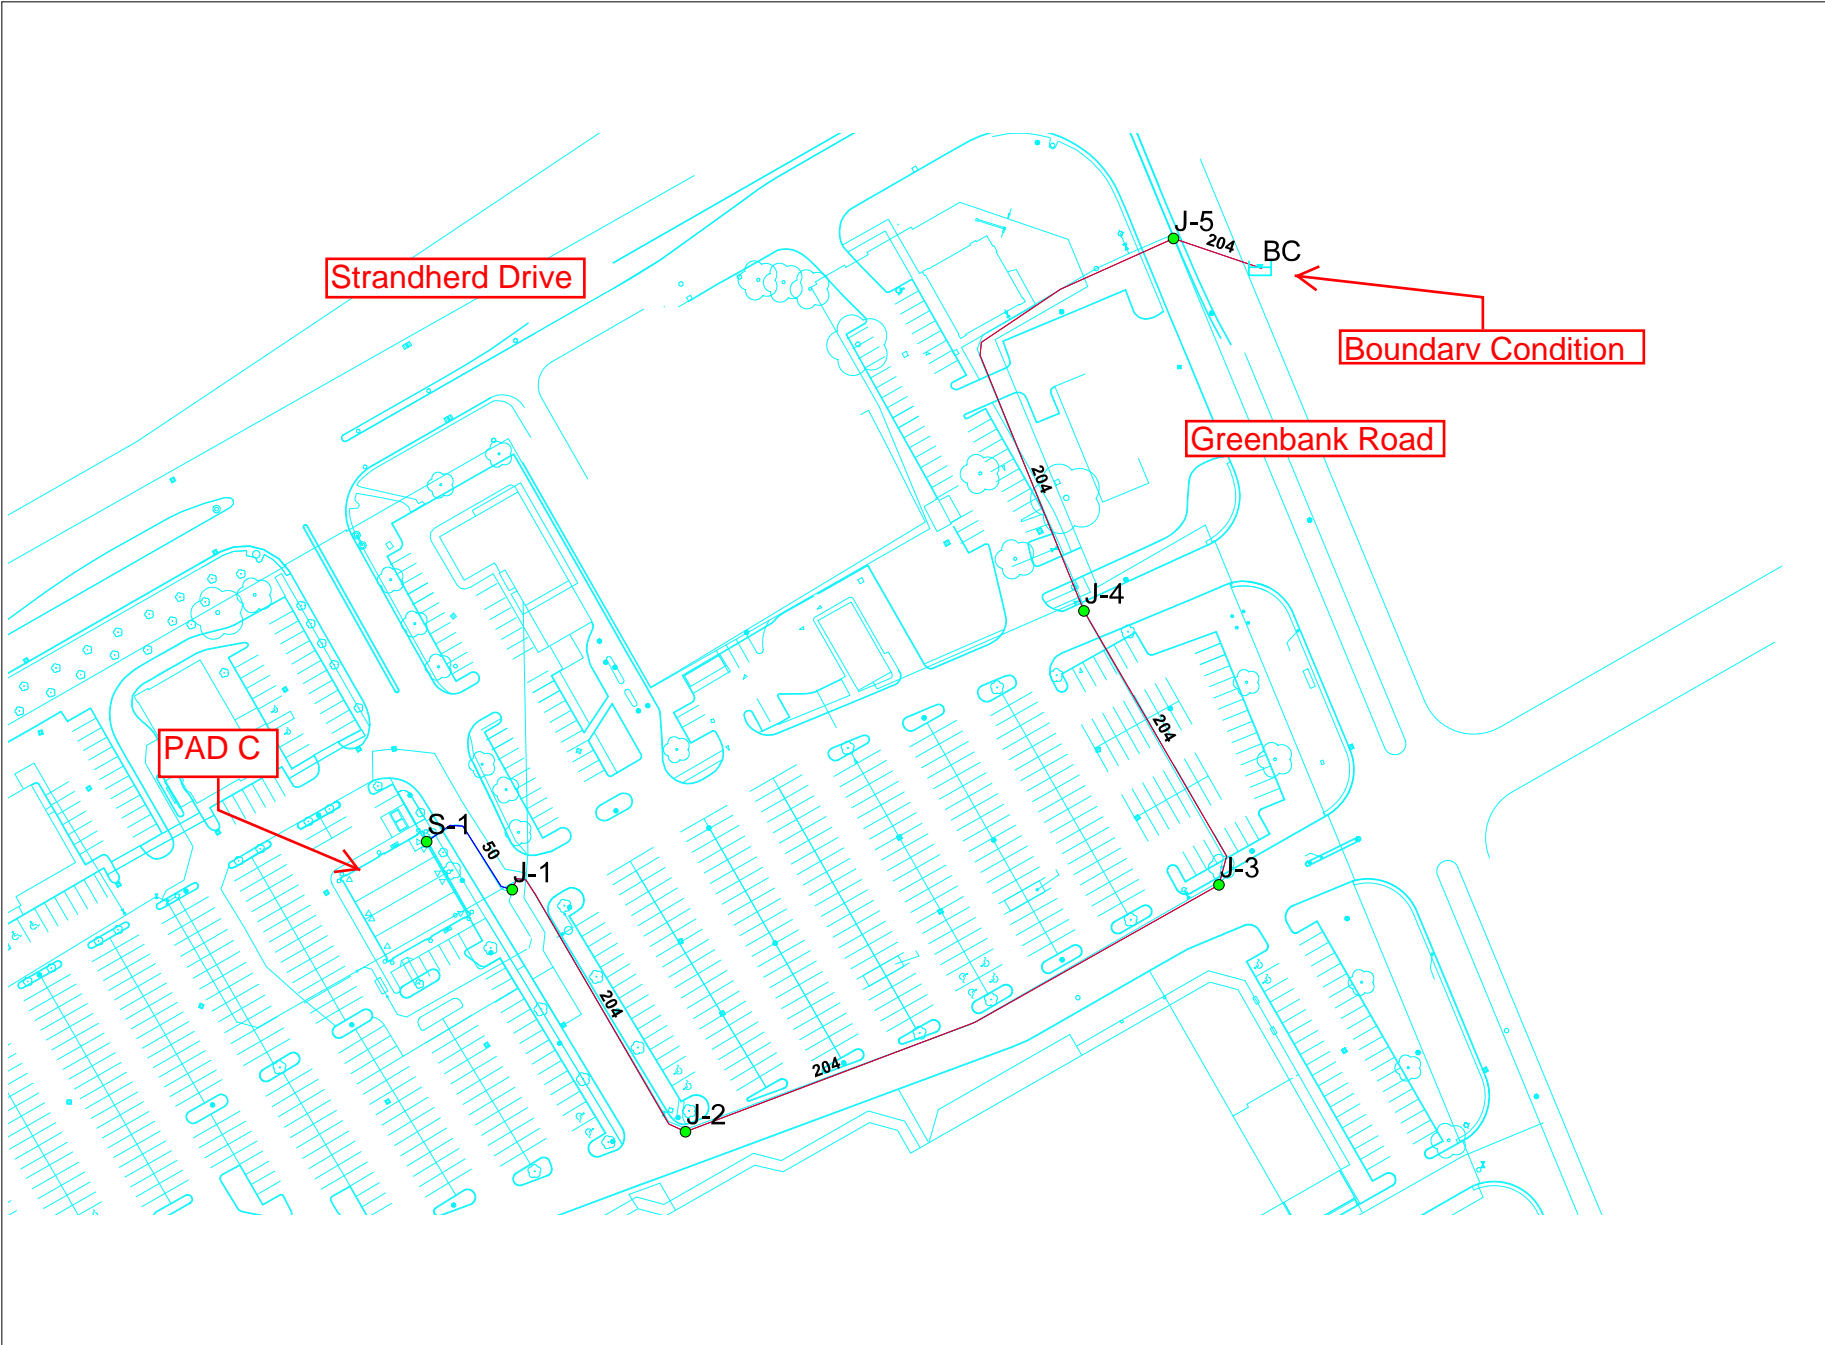 J-5
204
BC
Strandherd Drive
Boundary Condition
Greenbank Road
204
J-4
204
PAD C
S-1
50
J-1
J-3
204
204
J-2